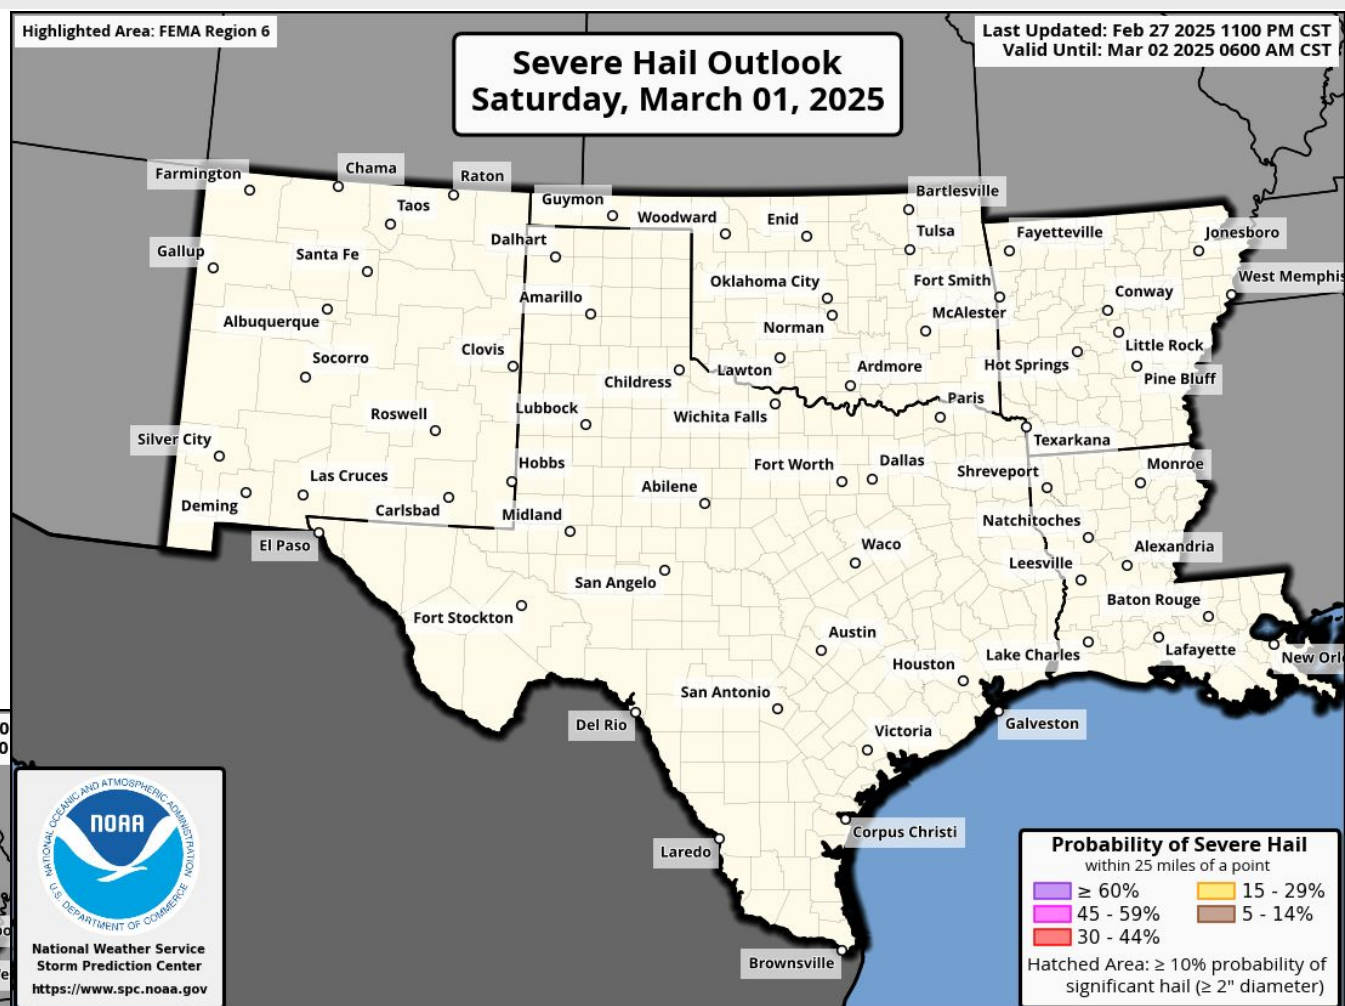 Highlighted Area: FEMA Region 6
Last Updated: Feb 27 2025 1100 PM CST
Valid Until: Mar 02 2025 0600 AM CST
Severe Hail Outlook
Saturday, March 01, 2025
Farmington
Chama
Raton
Guymon
Bartlesville
Taos
Woodward
Enid
Tulsa
Fayetteville
Jonesboro
Gallup
Santa Fe
Dalhart
Oklahoma City
Fort Smith
West Memphis
Albuquerque
Amarillo
Norman
McAlester
Conway
Socorro
Clovis
Childress
Lawton
Ardmore
Hot Springs
Little Rock
Pine Bluff
Roswell
Lubbock
Wichita Falls
Paris
Silver City
Texarkana
Las Cruces
Hobbs
Abilene
Fort Worth
Dallas
Shreveport
Monroe
Deming
Carlsbad
Midland
Natchitoches
El Paso
San Angelo
Waco
Leesville
Alexandria
Fort Stockton
Baton Rouge
Austin
Houston
Lake Charles
Lafayette
New Orl
San Antonio
Del Rio
Victoria
Galveston
Corpus Christi
Laredo
Brownsville
NATIONAL OCEANIC AND ATMOSPHERIC ADMINISTRATION
NOAA
U.S. DEPARTMENT OF COMMERCE
National Weather Service
Storm Prediction Center
https://www.spc.noaa.gov
Probability of Severe Hail
within 25 miles of a point
≥ 60%
15 - 29%
45 - 59%
5 - 14%
30 - 44%
Hatched Area: ≥ 10% probability of
significant hail (≥ 2" diameter)